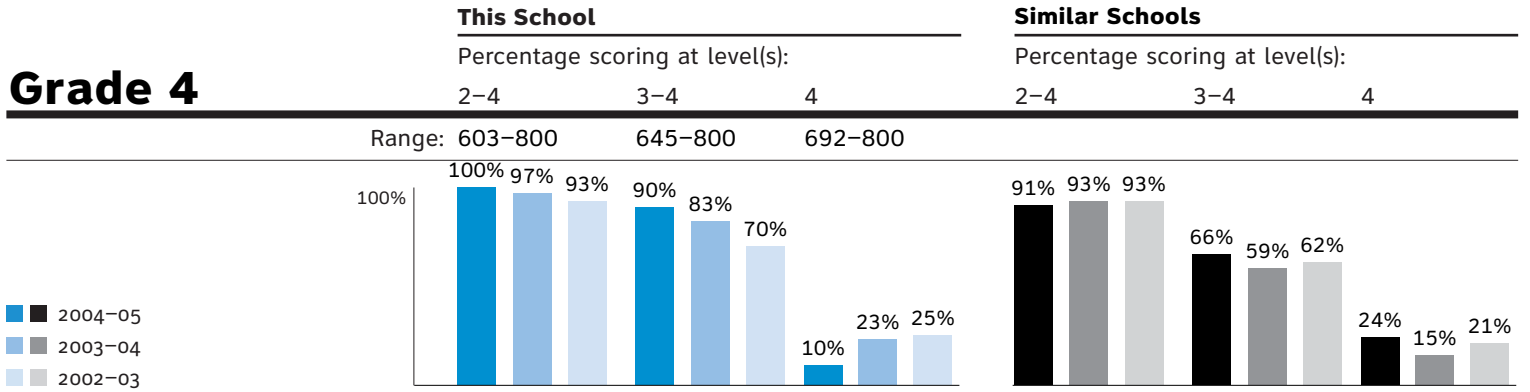 This School Similar Schools
Percentage scoring at level(s): Percentage scoring at level(s):
Grade 4 2–4 3–4 4 2–4 3–4 4
Range: 603–800 645–800 692–800
100% 97% 93% 90% 83% 70% 10% 23% 25% 91% 93% 93% 66% 59% 62% 24% 15% 21%
100%
2004–05
2003–04
2002–03